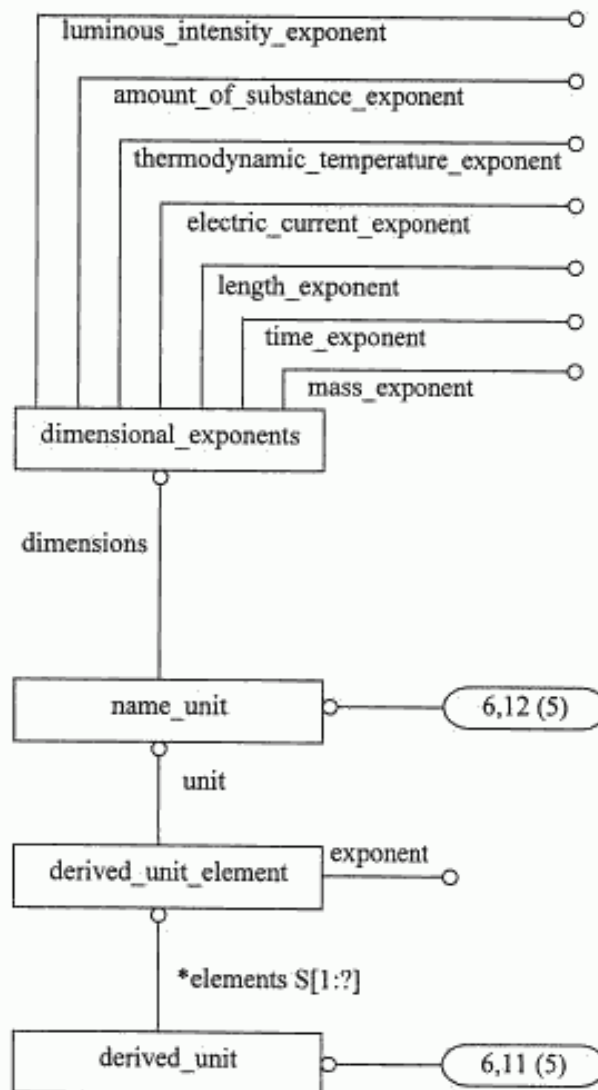 luminous_intensity_exponent
amount_of_substance_exponent
thermodynamic_temperature_exponent
electric_current_exponent
length_exponent
time_exponent
mass_exponent
dimensional_exponents
dimensions
name_unit
6,12 (5)
unit
derived_unit_element
exponent
*elements S[1:?]
derived_unit
6,11 (5)